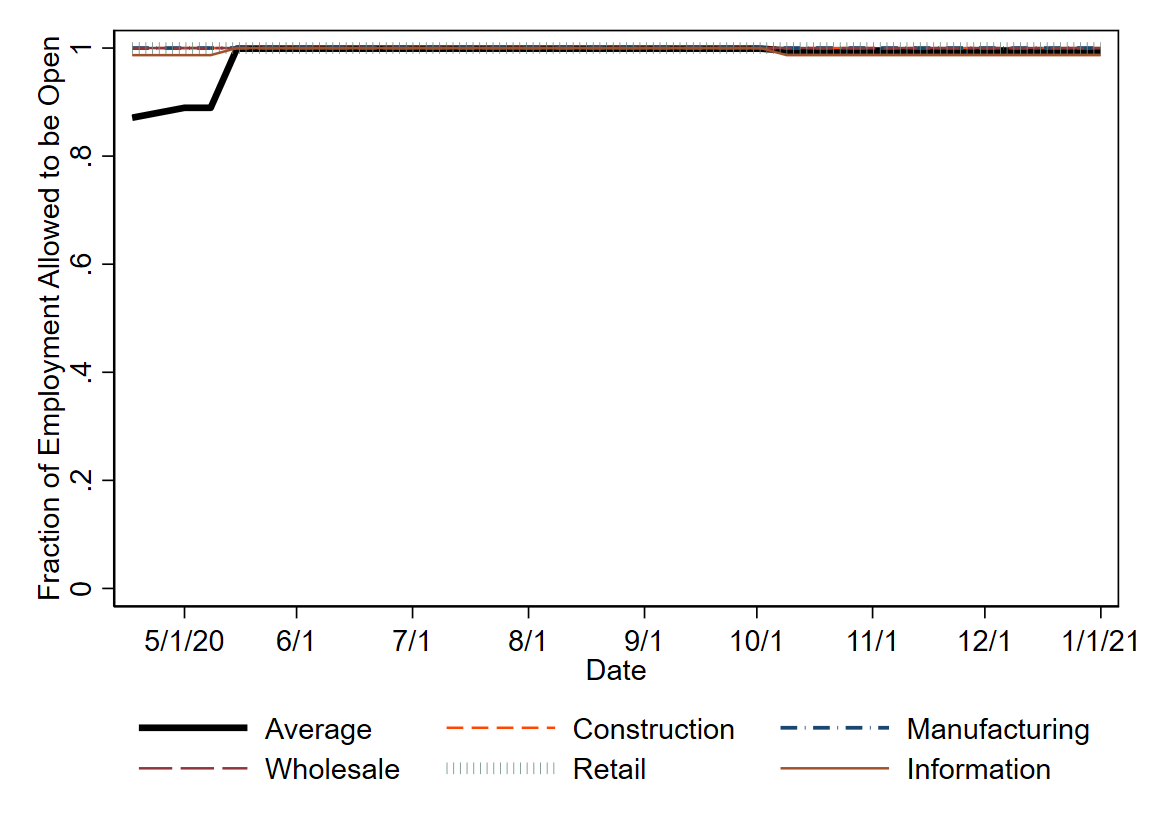 Fraction of Employment Allowed to be Open
1
.8
.6
.4
.2
0
5/1/20 6/1 7/1 8/1 9/1 10/1 11/1 12/1 1/1/21
Date
Average Construction Manufacturing
Wholesale Retail Information